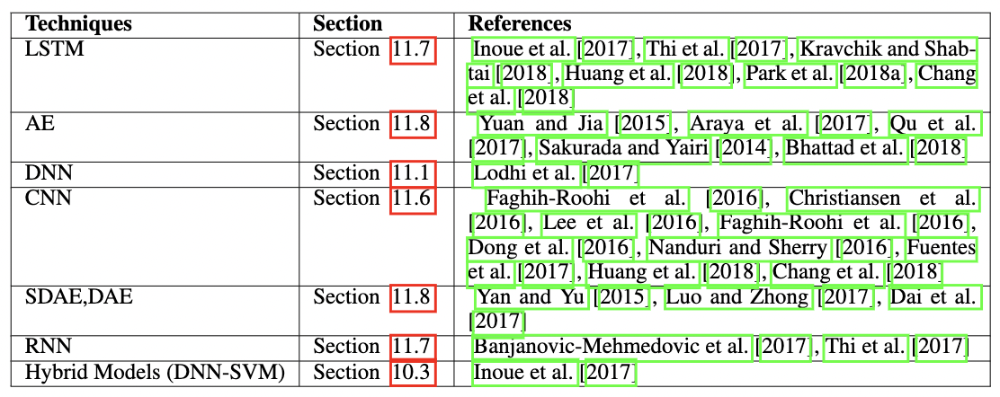 Techniques Section References
LSTM Section 11.7 Inoue et al. [2017], Thi et al. [2017], Kravchik and Shab-
tai [2018], Huang et al. [2018], Park et al. [2018a], Chang
et al. [2018]
AE Section 11.8 Yuan and Jia [2015], Araya et al. [2017], Qu et al.
[2017], Sakurada and Yairi [2014], Bhattad et al. [2018]
DNN Section 11.1 Lodhi et al. [2017]
CNN Section 11.6 Faghih-Roohi et al. [2016], Christiansen et al.
[2016], Lee et al. [2016], Faghih-Roohi et al. [2016],
Dong et al. [2016], Nanduri and Sherry [2016], Fuentes
et al. [2017], Huang et al. [2018], Chang et al. [2018]
SDAE,DAE Section 11.8 Yan and Yu [2015], Luo and Zhong [2017], Dai et al.
[2017]
RNN Section 11.7 Banjanovic-Mehmedovic et al. [2017], Thi et al. [2017]
Hybrid Models (DNN-SVM) Section 10.3 Inoue et al. [2017]